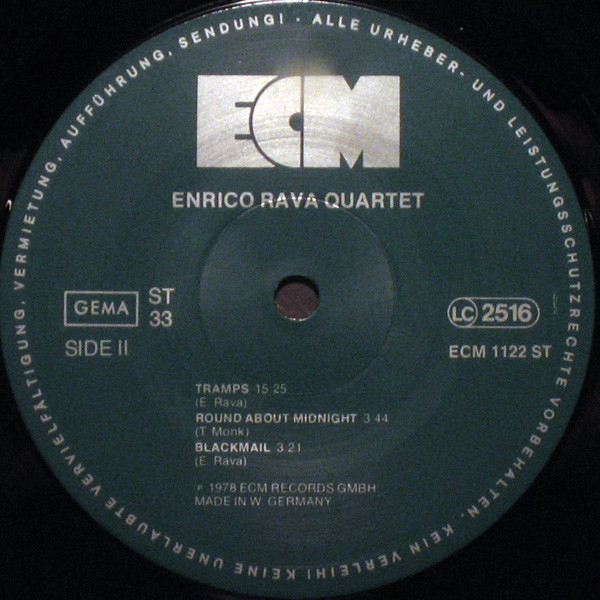 ALLE URHEBER- UND LEISTUNGSSCHUTZRECHTE VORBEHALTEN. KEIN VERLEIH! KEINE UNERLAUBTE VERVIELFÄLTIGUNG, VERMIETUNG, AUFFÜHRUNG, SENDUNG! ·
ECM
ENRICO RAVA QUARTET
GEMA
ST
33
SIDE II
LC 2516
ECM 1122 ST
TRAMPS 15 25
(E. Rava)
ROUND ABOUT MIDNIGHT 3 44
(T. Monk)
BLACKMAIL 3 21
(E. Rava)
℗ 1978 ECM RECORDS GMBH
MADE IN W. GERMANY